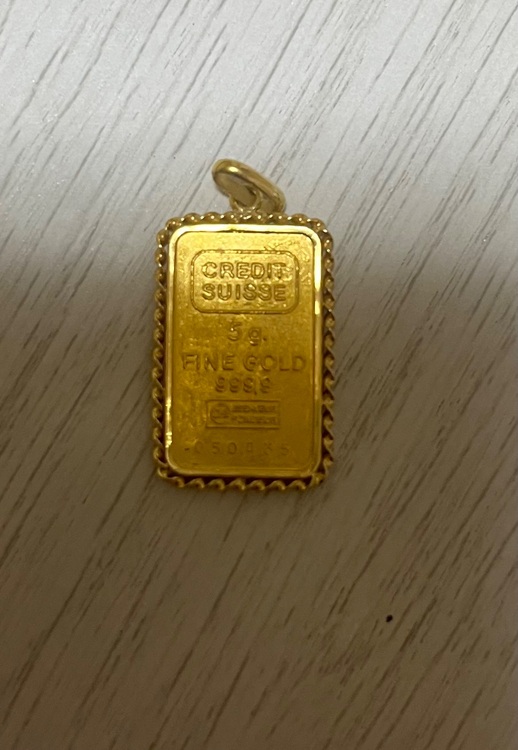 CREDIT
SUISSE
5 g.
FINE GOLD
999,9